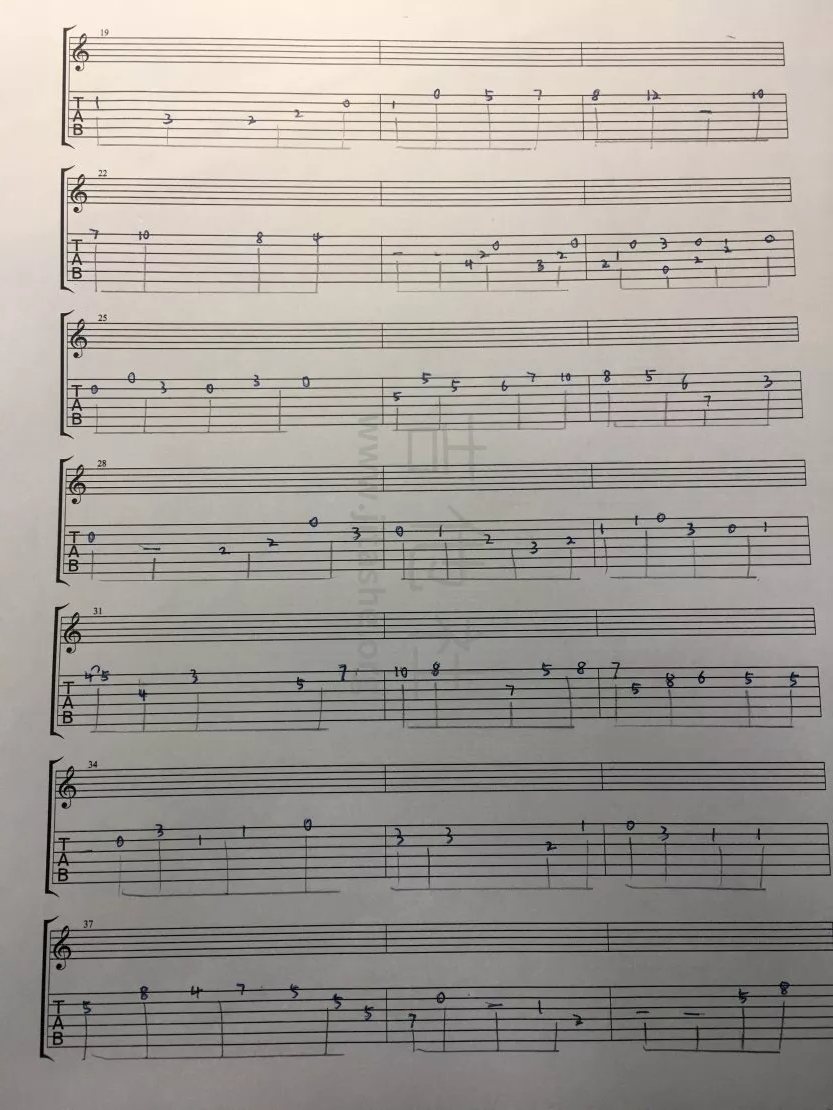 19
T A B 1 3 2 2 0 1 0 5 7 8 12 – 10
22
T A B 7 10 8 4 – – 4 2 0 3 2 0 2 1 0 3 0 0 2 1 2 0
25
T A B 0 0 3 0 3 0 5 5 5 6 7 10 8 5 6 7 3
28
T A B 0 – 2 2 0 3 0 1 2 3 2 1 1 0 3 0 1
31
T A B 4 5 4 3 5 7 10 8 7 5 8 7 5 8 6 5 5
34
T A B – 0 3 1 1 0 3 3 2 1 0 3 1 1
37
T A B 5 8 4 7 5 5 5 7 0 – 1 2 – – 5 8